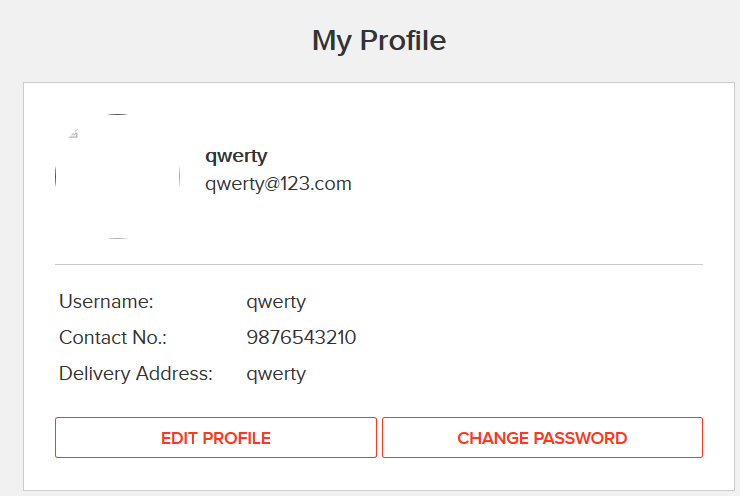 My Profile
qwerty
qwerty@123.com
Username: qwerty
Contact No.: 9876543210
Delivery Address: qwerty
EDIT PROFILE CHANGE PASSWORD